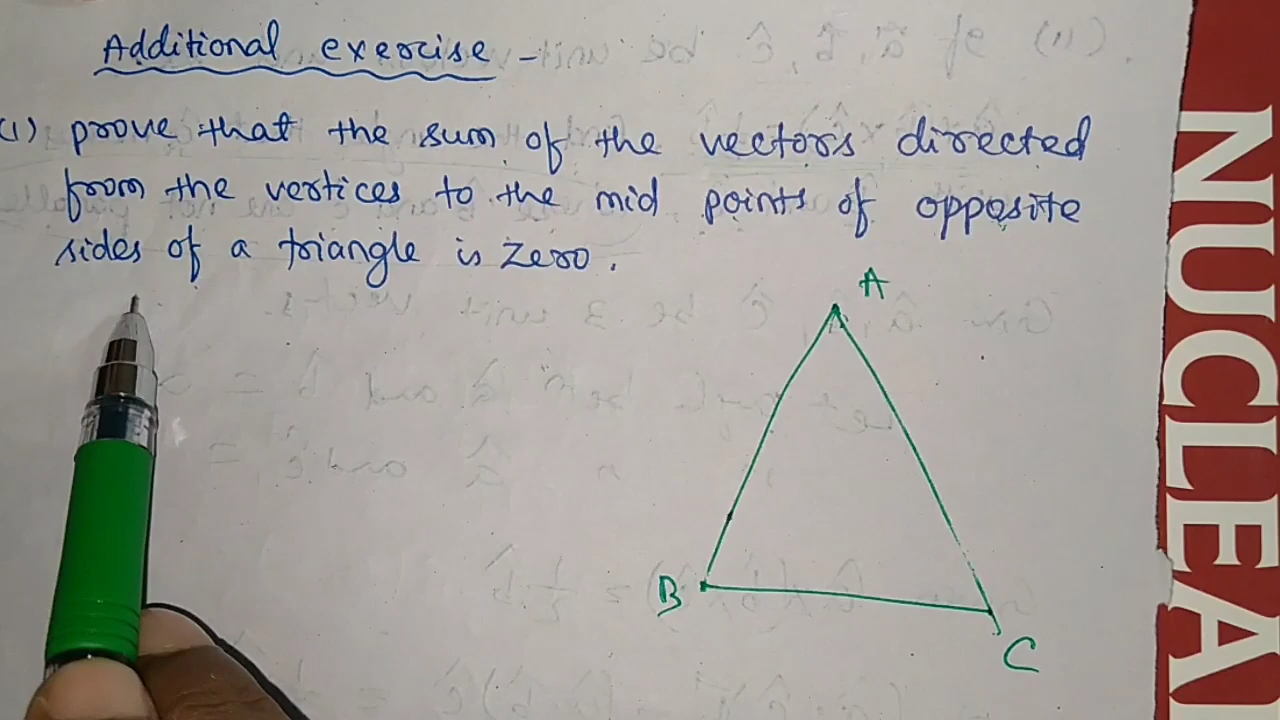 Additional exercise -
(1) prove that the sum of the vectors directed
from the vertices to the mid points of opposite
sides of a triangle is zero.
A
B
C
NUCLEA